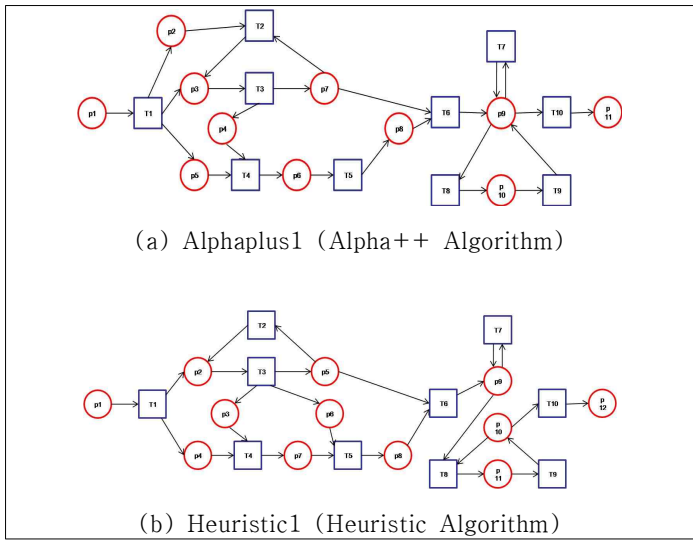 p2
T2
T7
p3
T3
p7
p1
T1
T6
p9
T10
p
11
p4
p8
p5
T4
p6
T5
T8
p
10
T9
(a) Alphaplus1 (Alpha++ Algorithm)
T2
T7
p2
T3
p5
p9
p1
T1
T6
T10
p
12
p3
p6
p
10
p4
T4
p7
T5
p8
T8
p
11
T9
(b) Heuristic1 (Heuristic Algorithm)